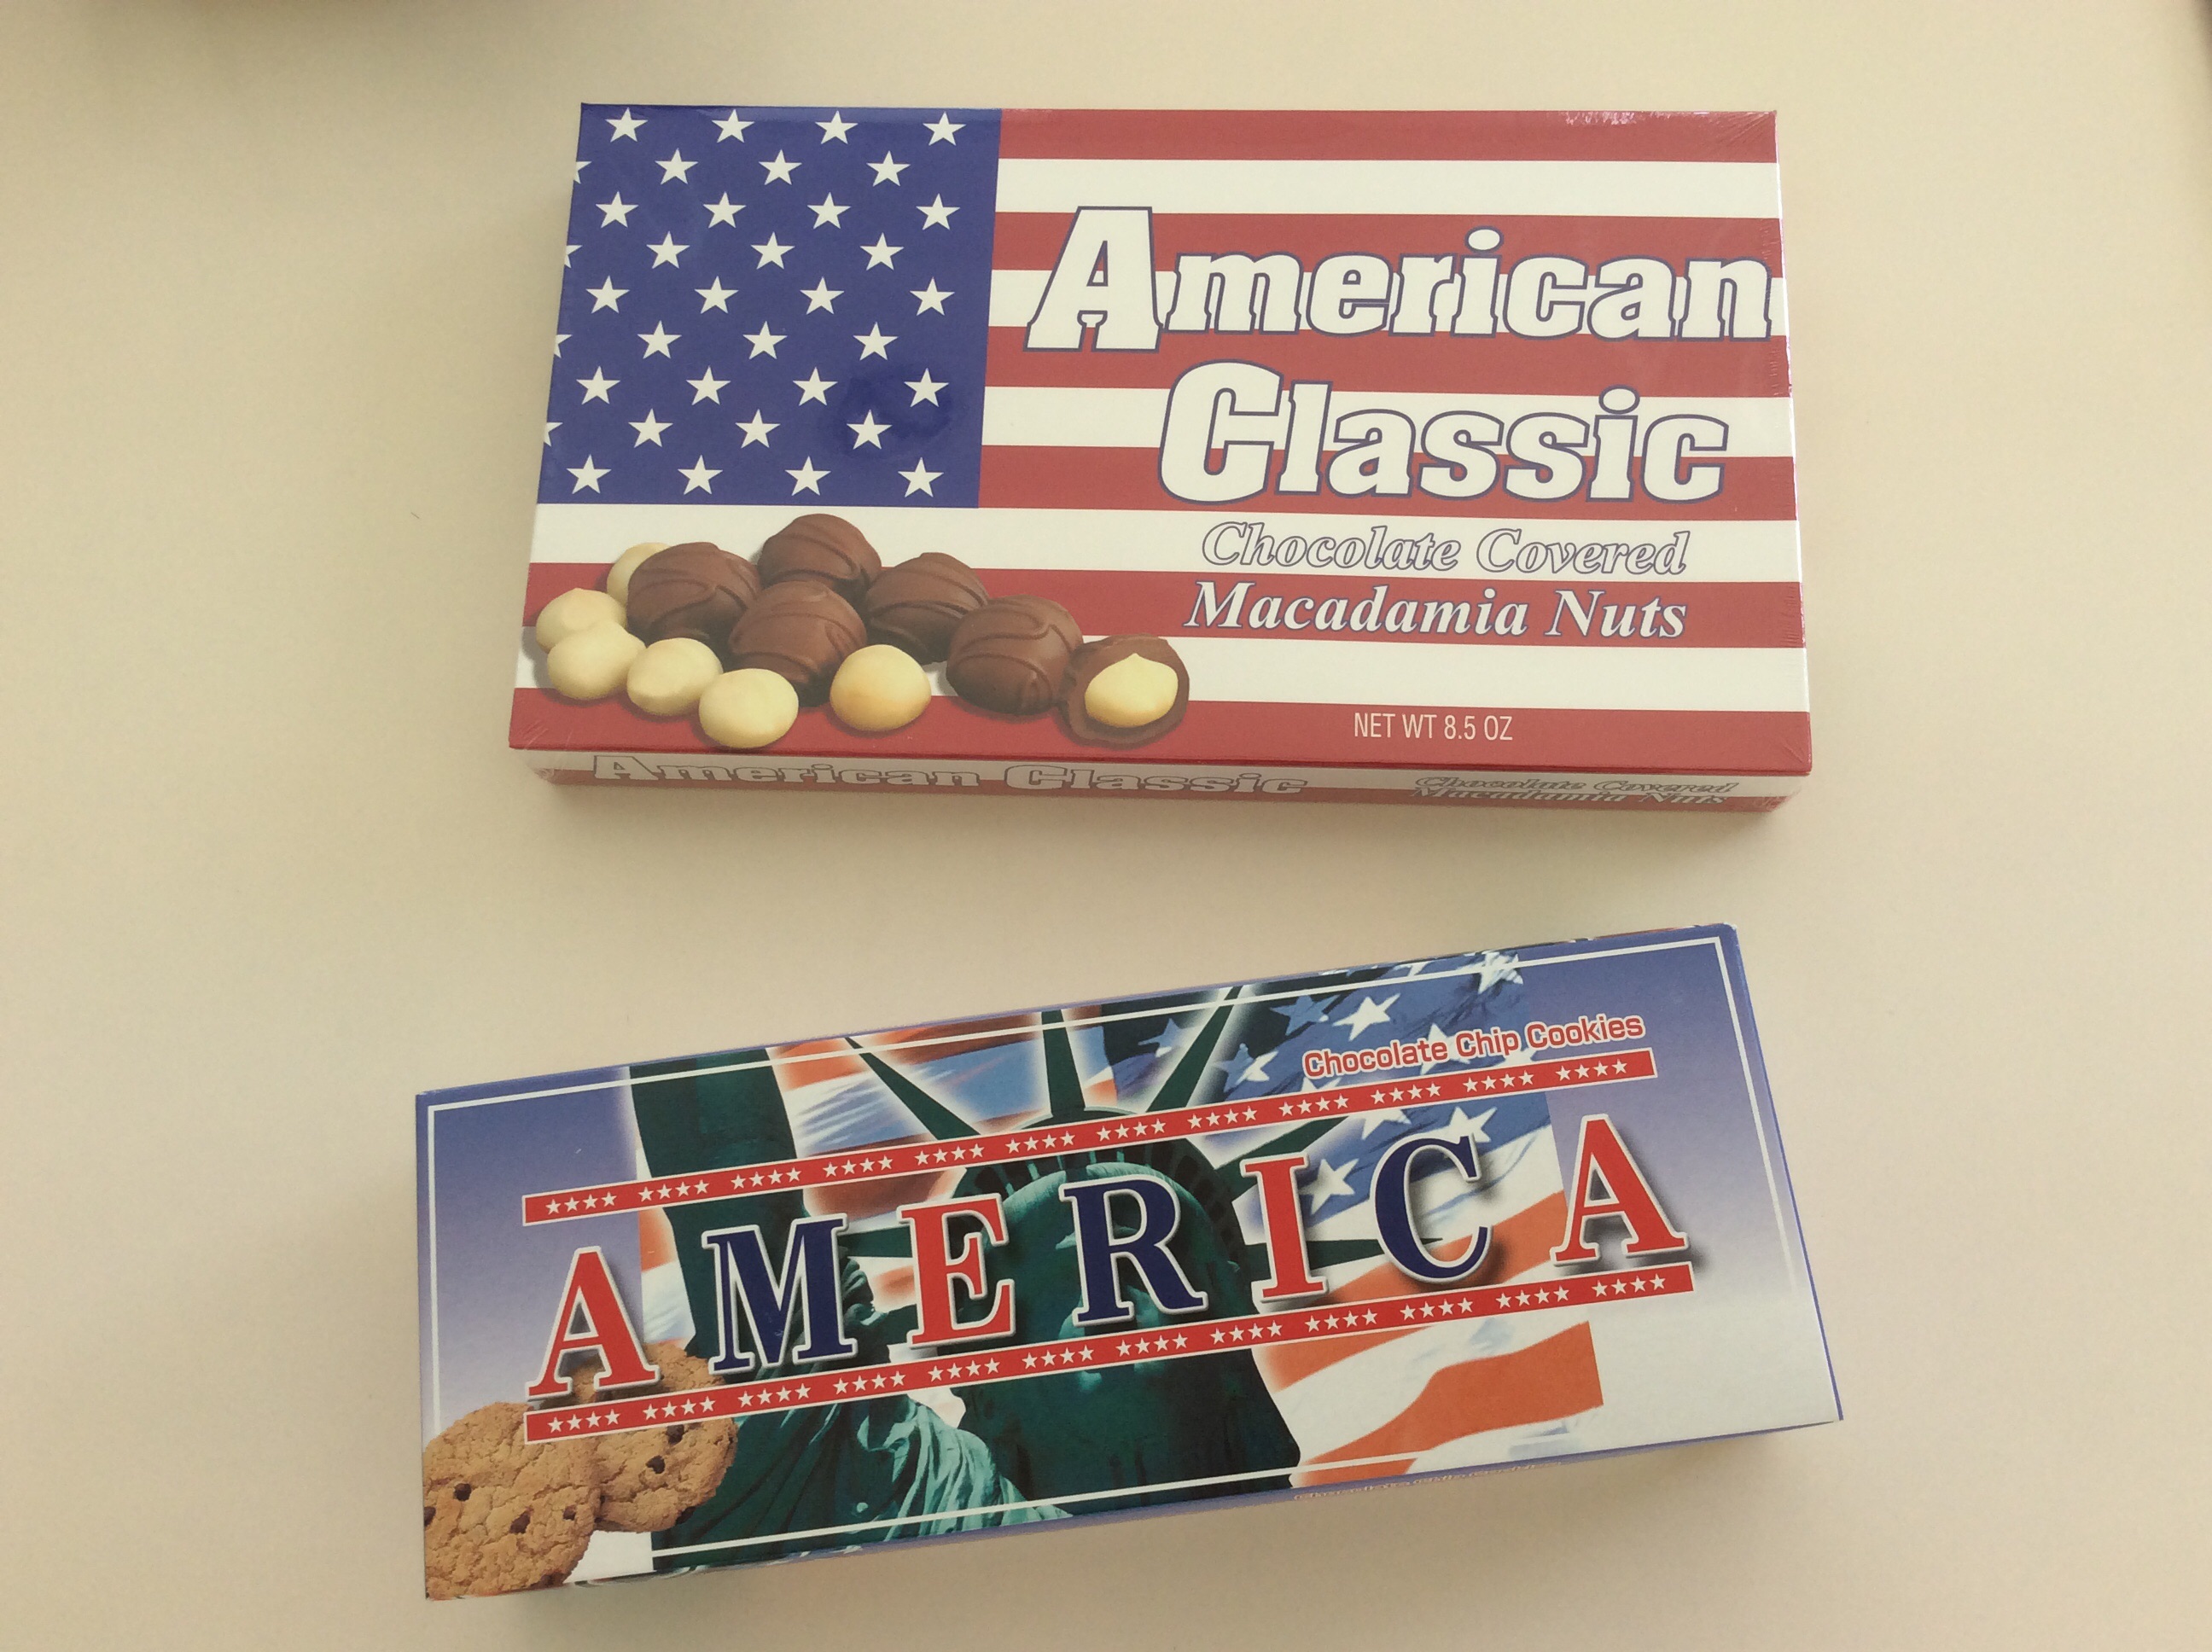 American
Classic
Chocolate Covered
Macadamia Nuts
NET WT 8.5 OZ
American Classic
Chocolate Covered
Macadamia Nuts
Chocolate Chip Cookies
AMERICA